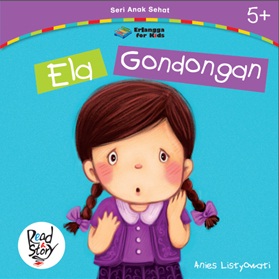 Seri Anak Sehat
5+
Erlangga
for Kids
Ela Gondongan
Read
A
Story
Anies Listyowati